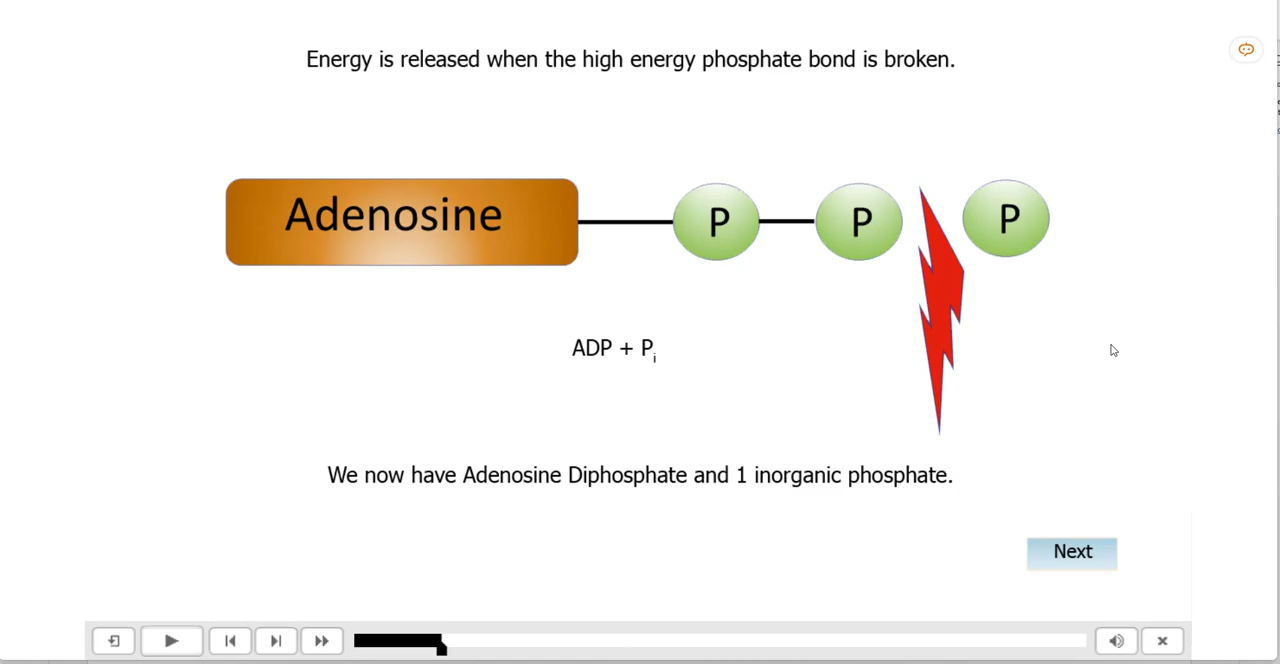 Energy is released when the high energy phosphate bond is broken.
Adenosine P P P
ADP + Pi
We now have Adenosine Diphosphate and 1 inorganic phosphate.
Next